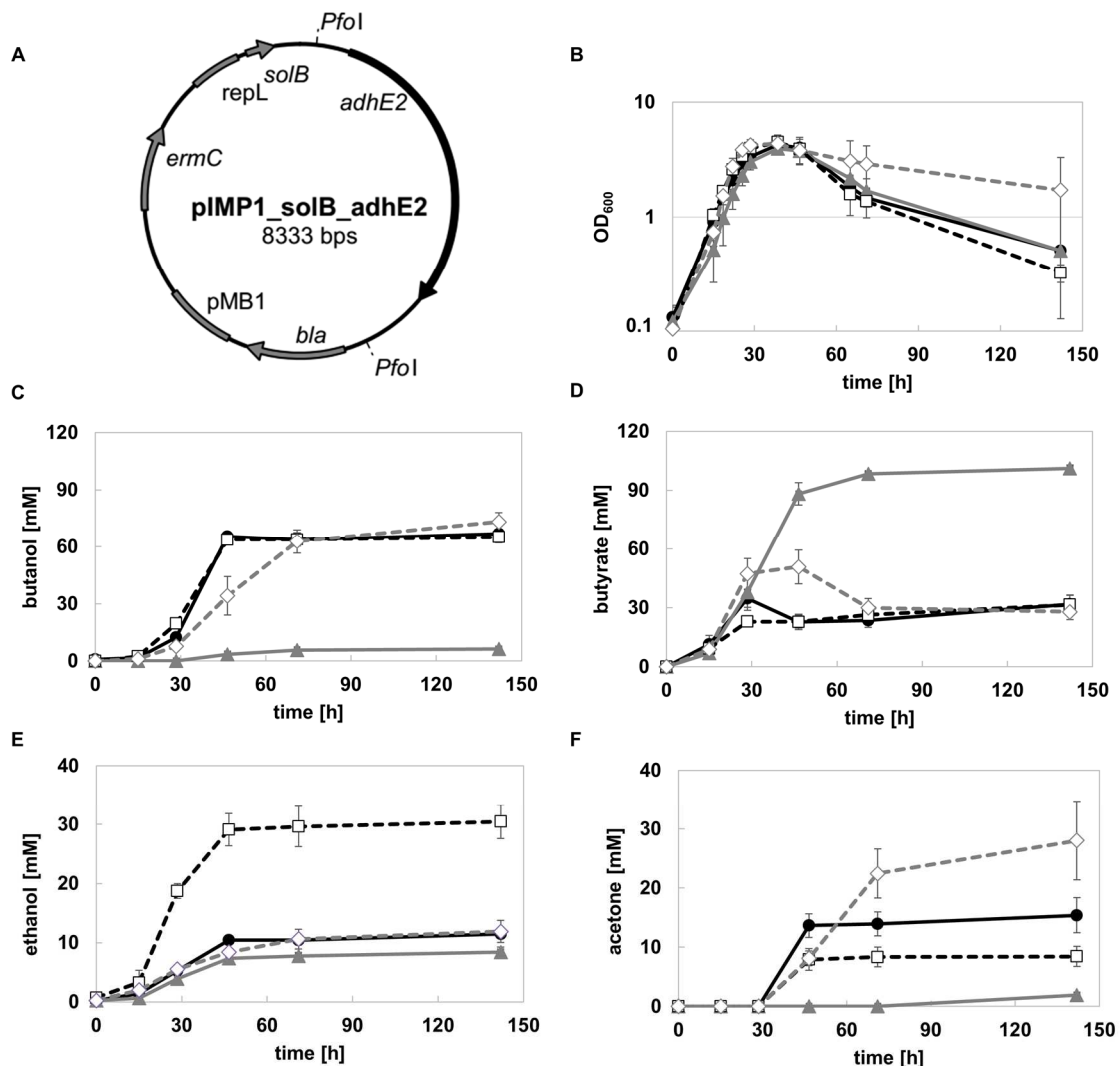 A
PfoI
solB
repL
adhE2
ermC
pIMP1_solB_adhE2
8333 bps
pMB1
bla
PfoI
B
10
1
0.1
OD600
0
30
60
90
120
150
time [h]
C
120
90
60
30
0
butanol [mM]
0
30
60
90
120
150
time [h]
D
120
90
60
30
0
butyrate [mM]
0
30
60
90
120
150
time [h]
E
40
30
20
10
0
ethanol [mM]
0
30
60
90
120
150
time [h]
F
40
30
20
10
0
acetone [mM]
0
30
60
90
120
150
time [h]